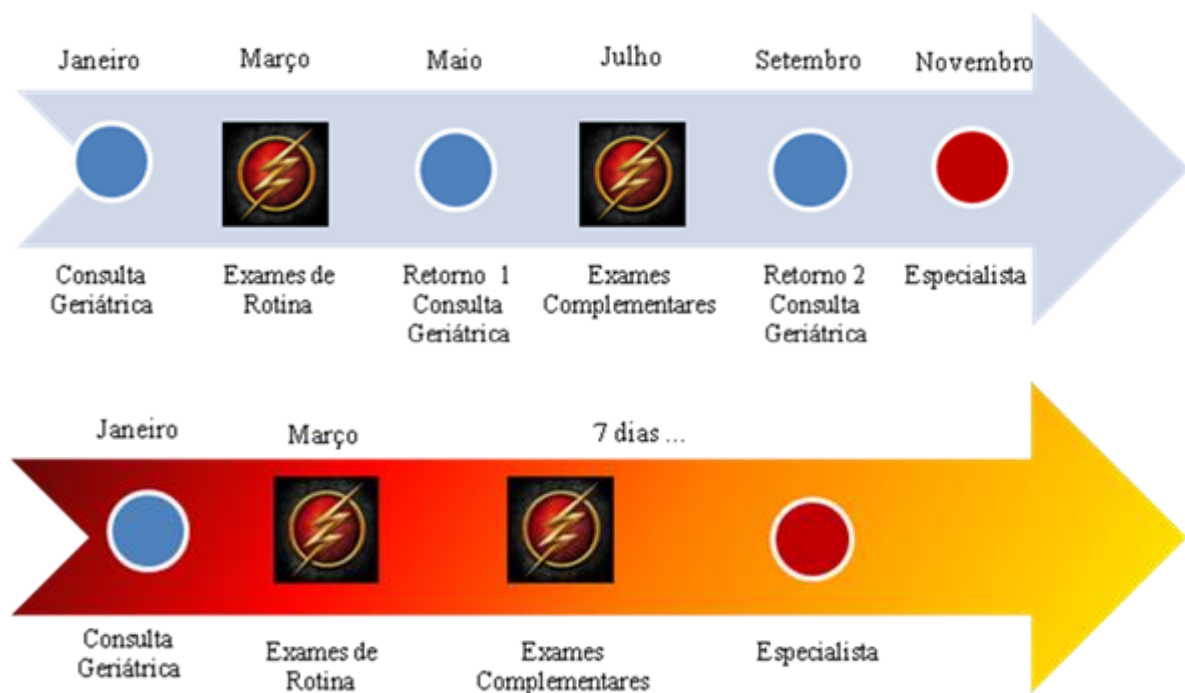 Janeiro
Março
Maio
Julho
Setembro
Novembro
Consulta
Geriátrica
Exames de
Rotina
Retorno 1
Consulta
Geriátrica
Exames
Complementares
Retorno 2
Consulta
Geriátrica
Especialista
Janeiro
Março
7 dias ...
Consulta
Geriátrica
Exames de
Rotina
Exames
Complementares
Especialista